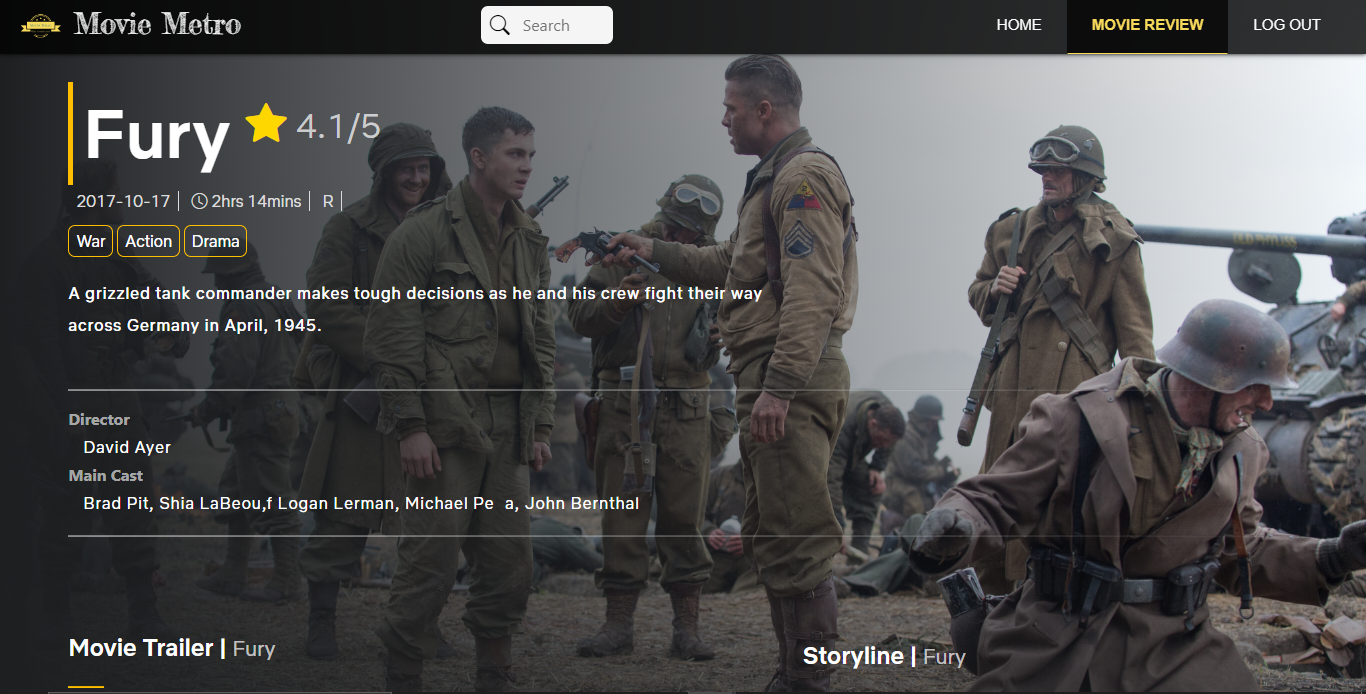 Movie Metro
Search
HOME
MOVIE REVIEW
LOG OUT
Fury 4.1/5
2017-10-17 | 2hrs 14mins | R |
War Action Drama
A grizzled tank commander makes tough decisions as he and his crew fight their way
across Germany in April, 1945.
Director
David Ayer
Main Cast
Brad Pit, Shia LaBeou,f Logan Lerman, Michael Pe a, John Bernthal
Movie Trailer | Fury
Storyline | Fury